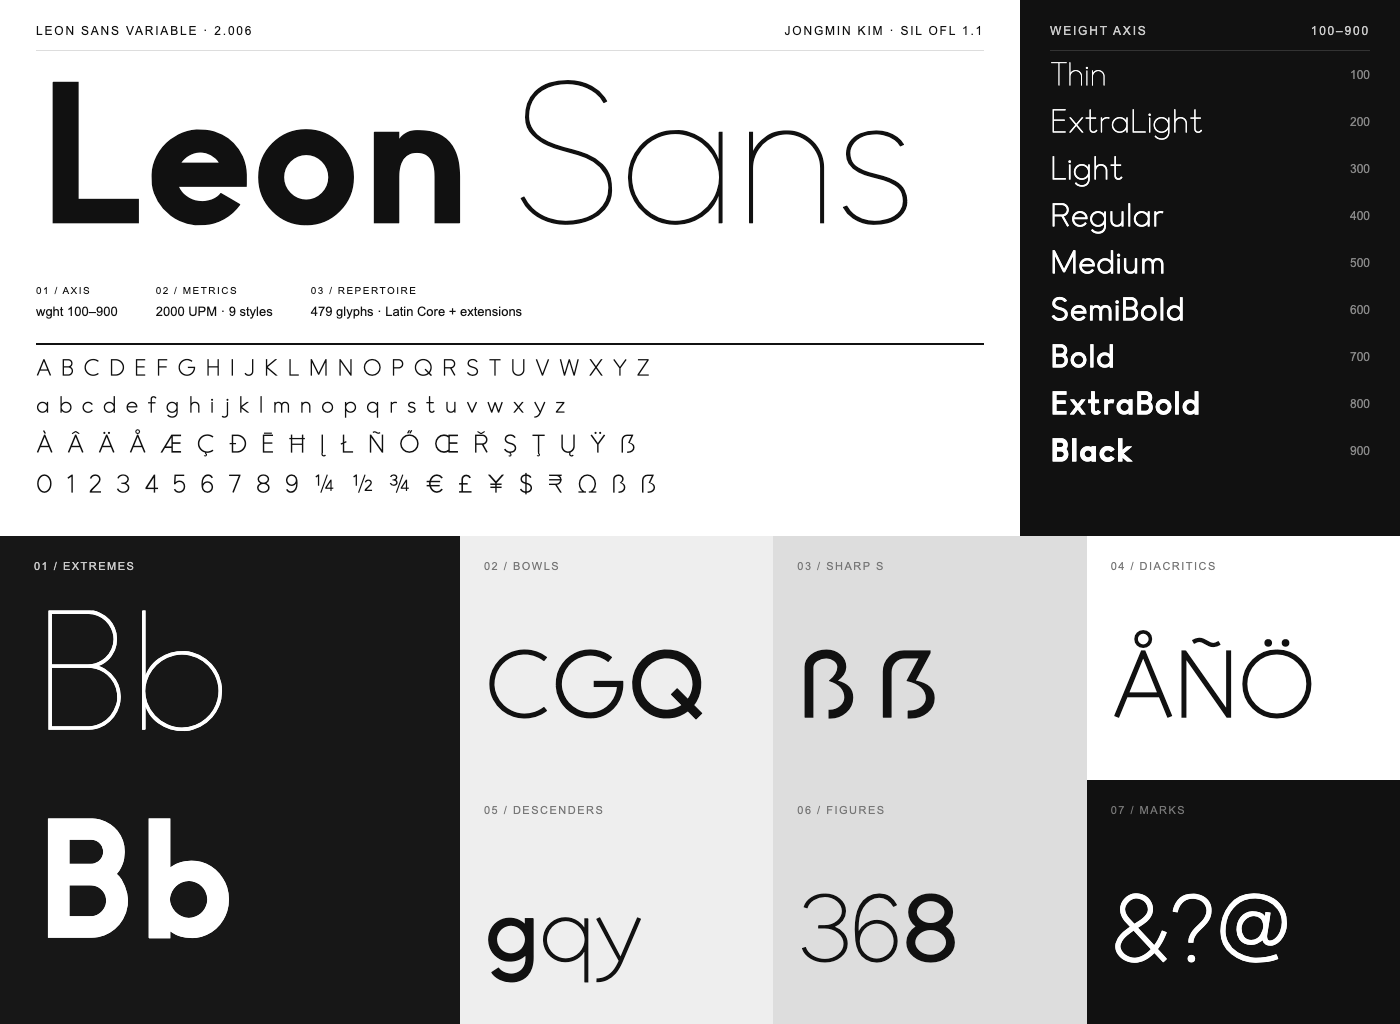 LEON SANS VARIABLE · 2.006
JONGMIN KIM · SIL OFL 1.1
Leon Sans
01 / AXIS
wght 100–900
02 / METRICS
2000 UPM · 9 styles
03 / REPERTOIRE
479 glyphs · Latin Core + extensions
A B C D E F G H I J K L M N O P Q R S T U V W X Y Z
a b c d e f g h i j k l m n o p q r s t u v w x y z
À Â Ä Å Æ Ç Đ Ē Ħ Į Ł Ñ Ő Œ Ř Ş Ţ Ų Ÿ ẞ
0 1 2 3 4 5 6 7 8 9 ¼ ½ ¾ € £ ¥ $ ₹ Ω ß ẞ
WEIGHT AXIS 100–900
Thin 100
ExtraLight 200
Light 300
Regular 400
Medium 500
SemiBold 600
Bold 700
ExtraBold 800
Black 900
01 / EXTREMES
Bb
Bb
02 / BOWLS
CGQ
03 / SHARP S
ß ẞ
04 / DIACRITICS
ÅÑÖ
05 / DESCENDERS
gqy
06 / FIGURES
368
07 / MARKS
&?@